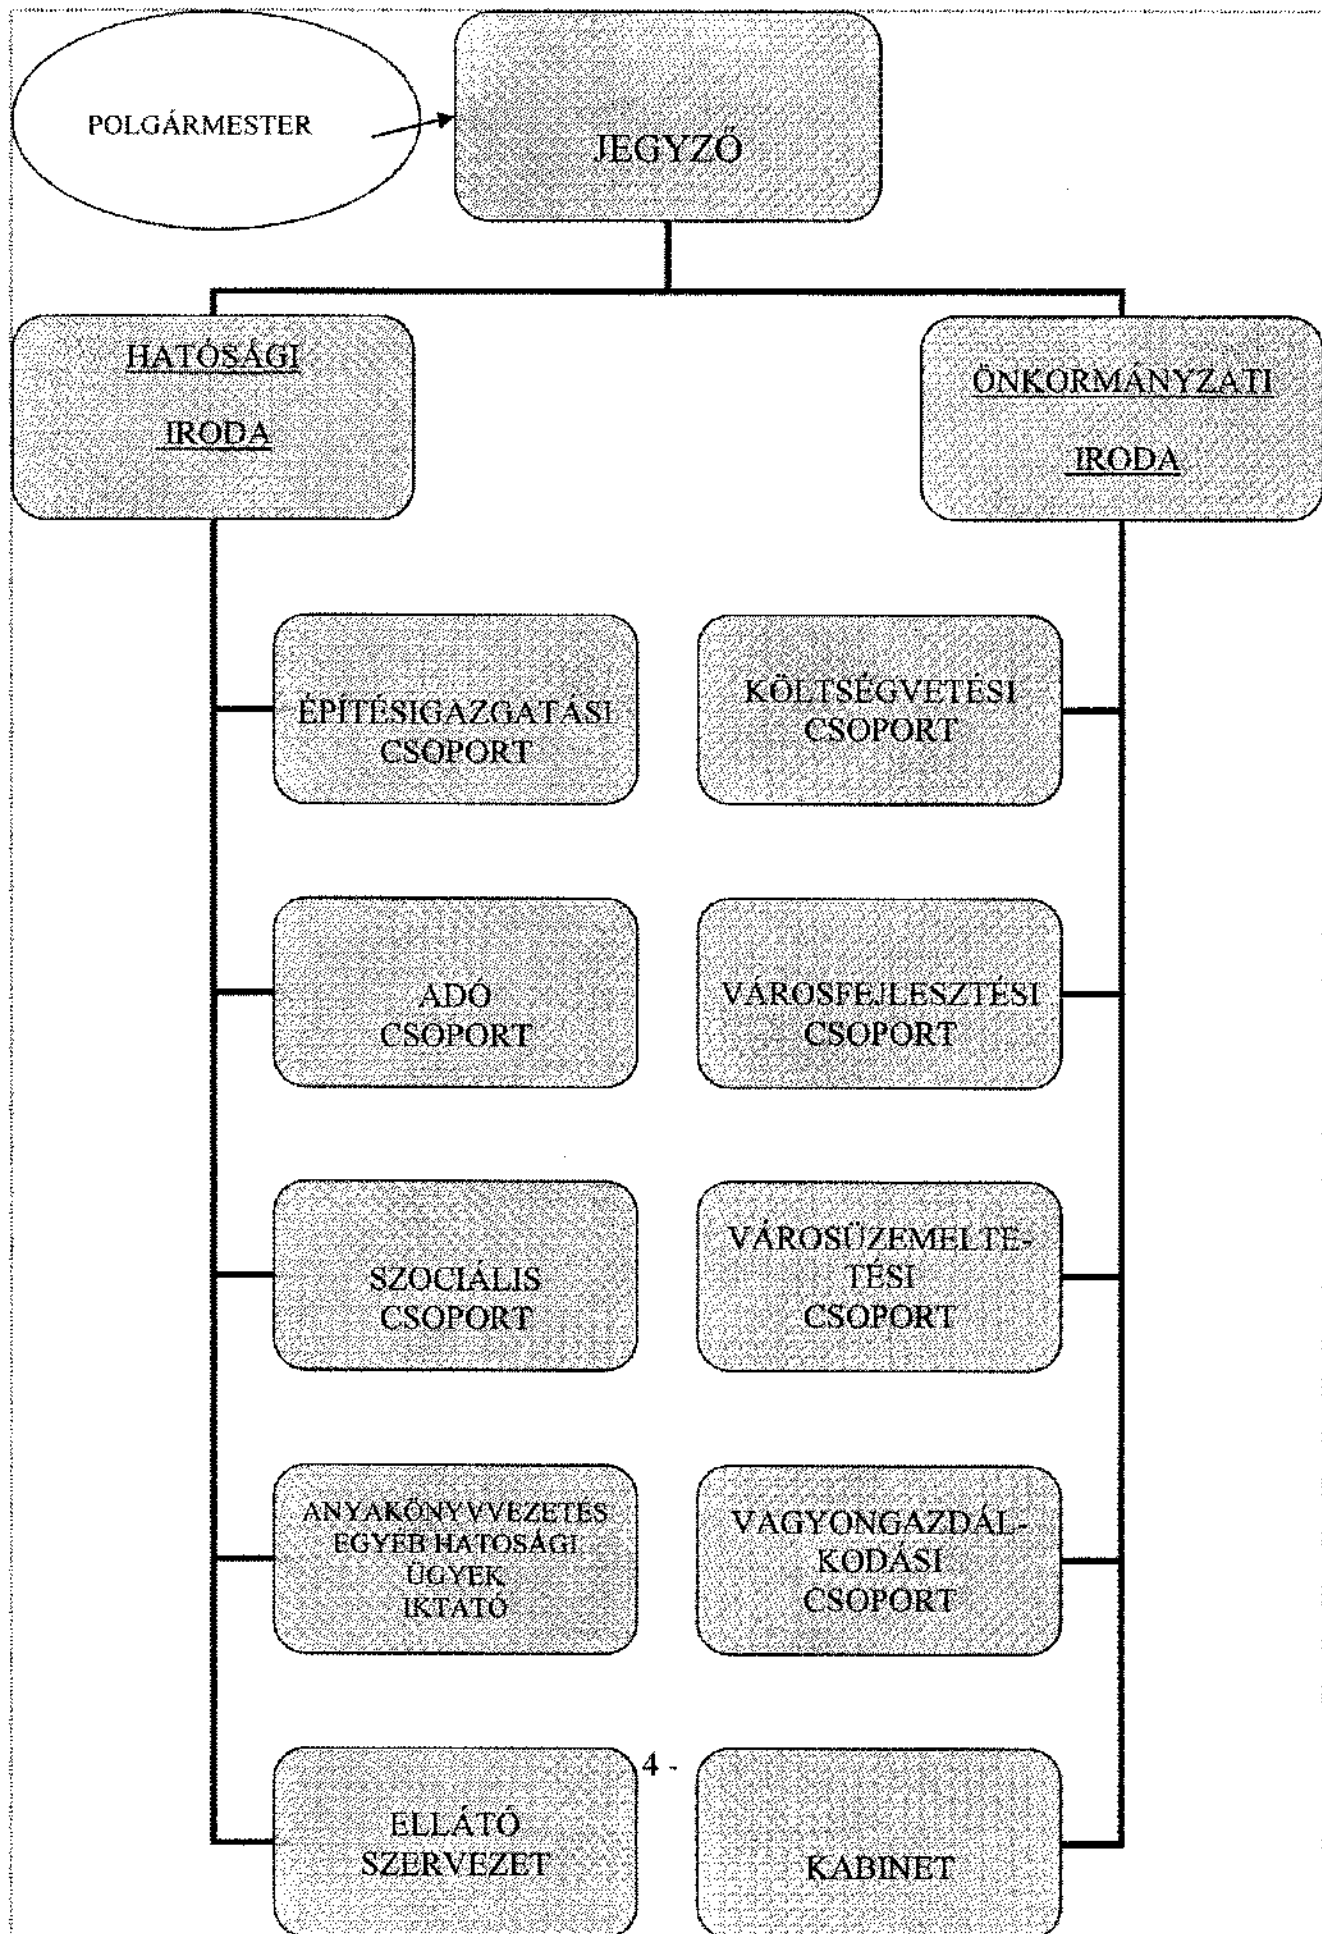 POLGÁRMESTER
JEGYZŐ
HATÓSÁGI
IRODA
ÖNKORMÁNYZATI
IRODA
ÉPÍTÉSIGAZGATÁSI
CSOPORT
KÖLTSÉGVETÉSI
CSOPORT
ADÓ
CSOPORT
VÁROSFEJLESZTÉSI
CSOPORT
SZOCIÁLIS
CSOPORT
VÁROSÜZEMELTE-
TÉSI
CSOPORT
ANYAKÖNYVVEZETÉS
EGYÉB HATÓSÁGI
ÜGYEK
IKTATÓ
VAGYONGAZDÁL-
KODÁSI
CSOPORT
4 -
ELLÁTÓ
SZERVEZET
KABINET